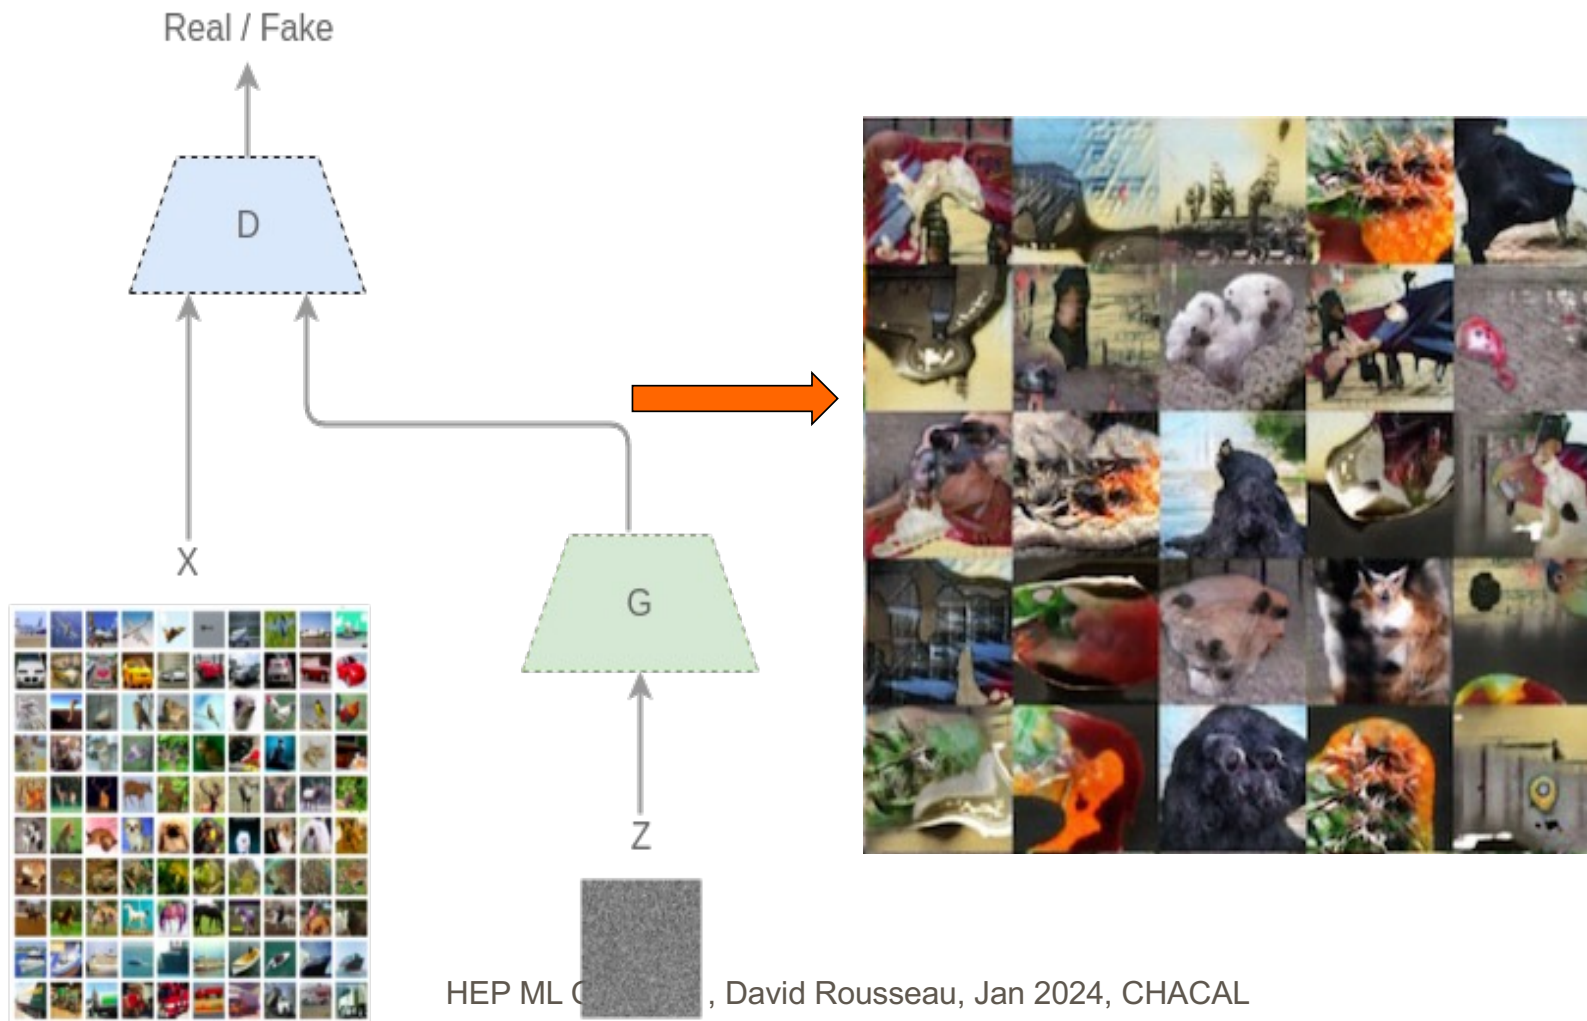 Real / Fake
D
X
G
Z
HEP ML , David Rousseau, Jan 2024, CHACAL